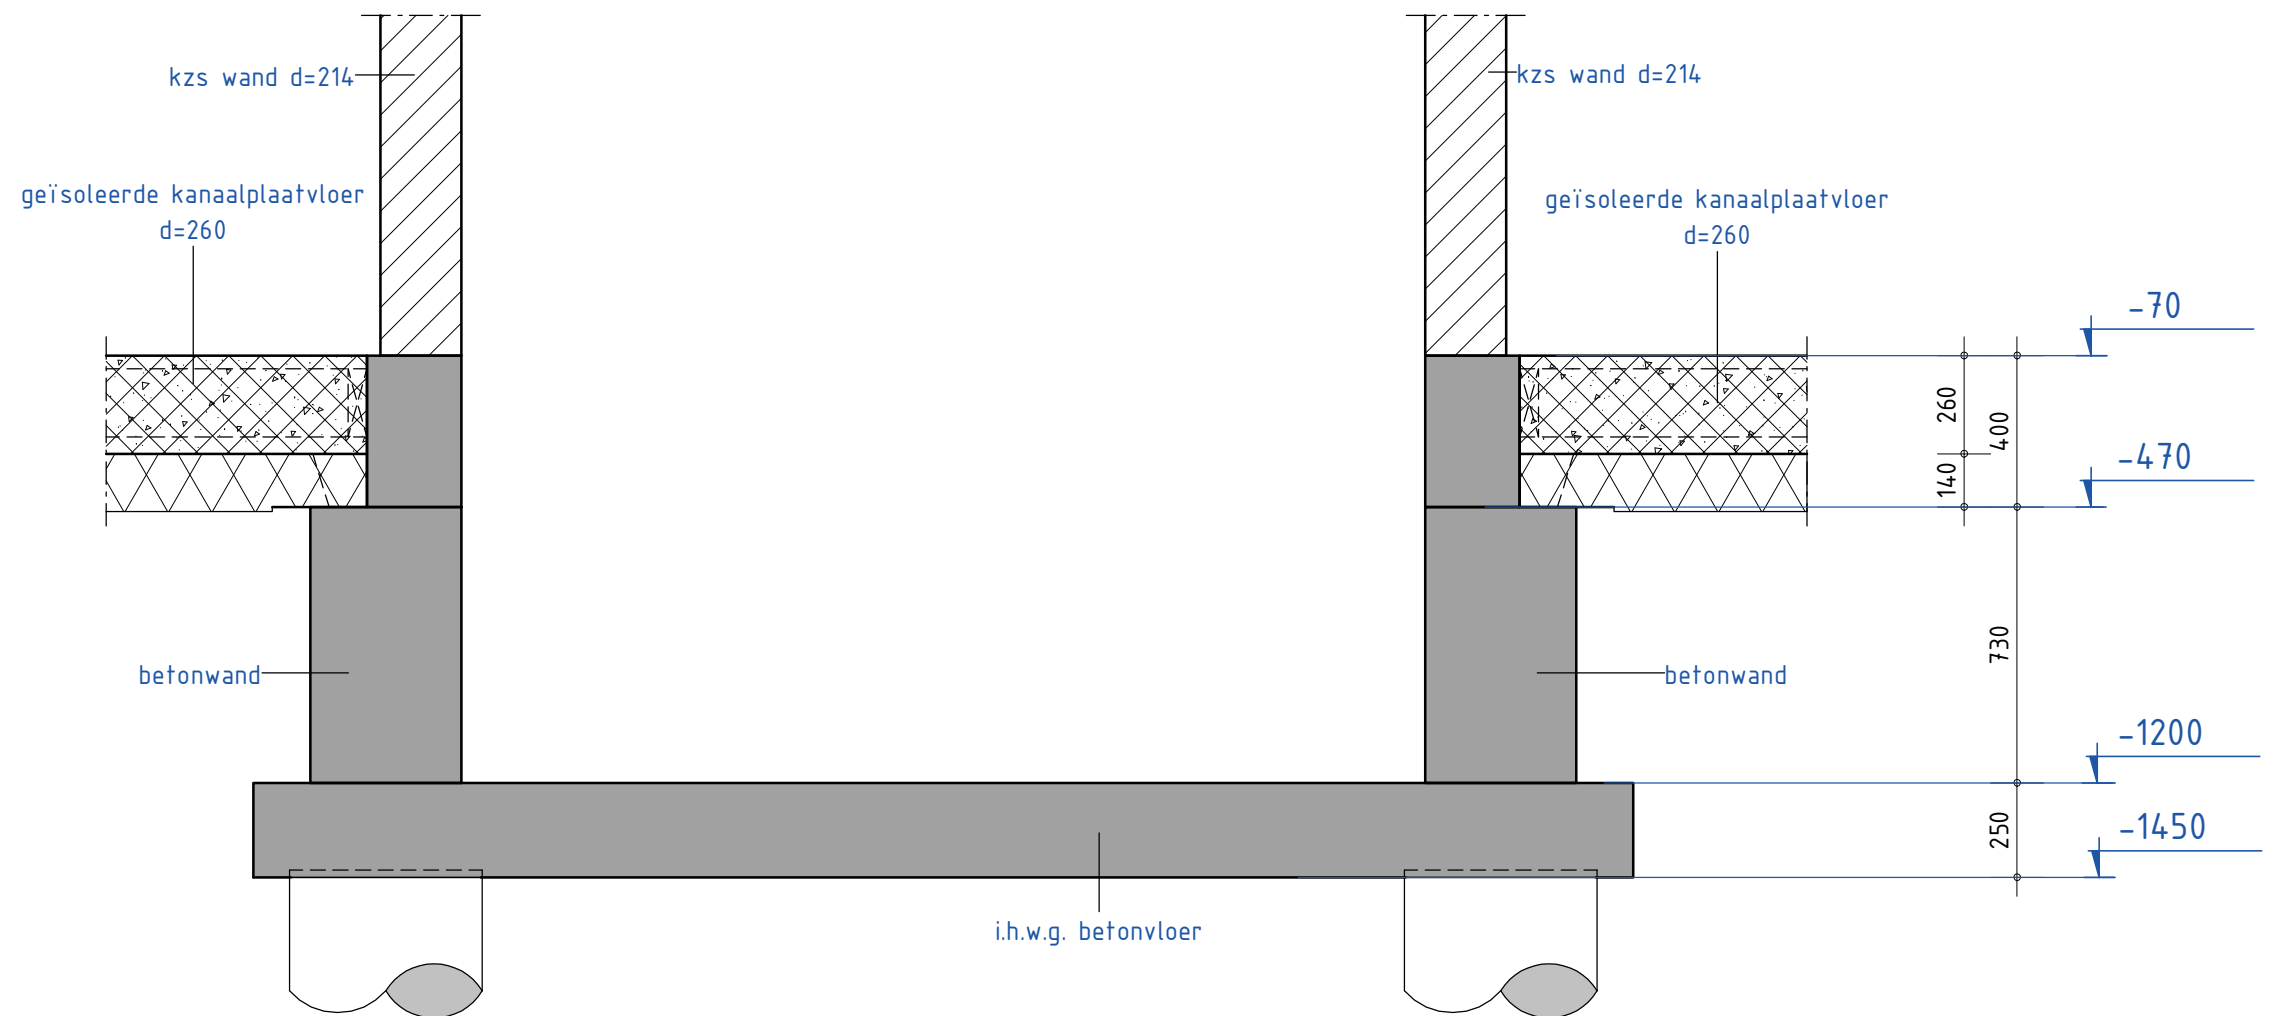 kzs wand d=214
kzs wand d=214
geïsoleerde kanaalplaatvloer
d=260
geïsoleerde kanaalplaatvloer
d=260
-70
260
400
-470
140
730
betonwand
betonwand
-1200
250
-1450
i.h.w.g. betonvloer